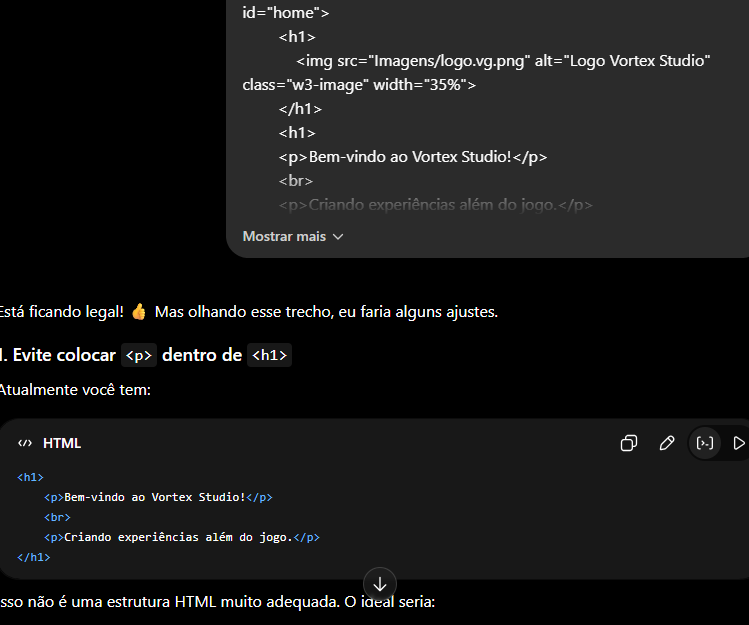 id="home">
<h1>
<img src="Imagens/logo.vg.png" alt="Logo Vortex Studio"
class="w3-image" width="35%">
</h1>
<h1>
<p>Bem-vindo ao Vortex Studio!</p>
<br>
<p>Criando experiências além do jogo.</p>
Mostrar mais
Está ficando legal! 👍 Mas olhando esse trecho, eu faria alguns ajustes.
1. Evite colocar <p> dentro de <h1>
Atualmente você tem:
HTML
<h1>
<p>Bem-vindo ao Vortex Studio!</p>
<br>
<p>Criando experiências além do jogo.</p>
</h1>
sso não é uma estrutura HTML muito adequada. O ideal seria: